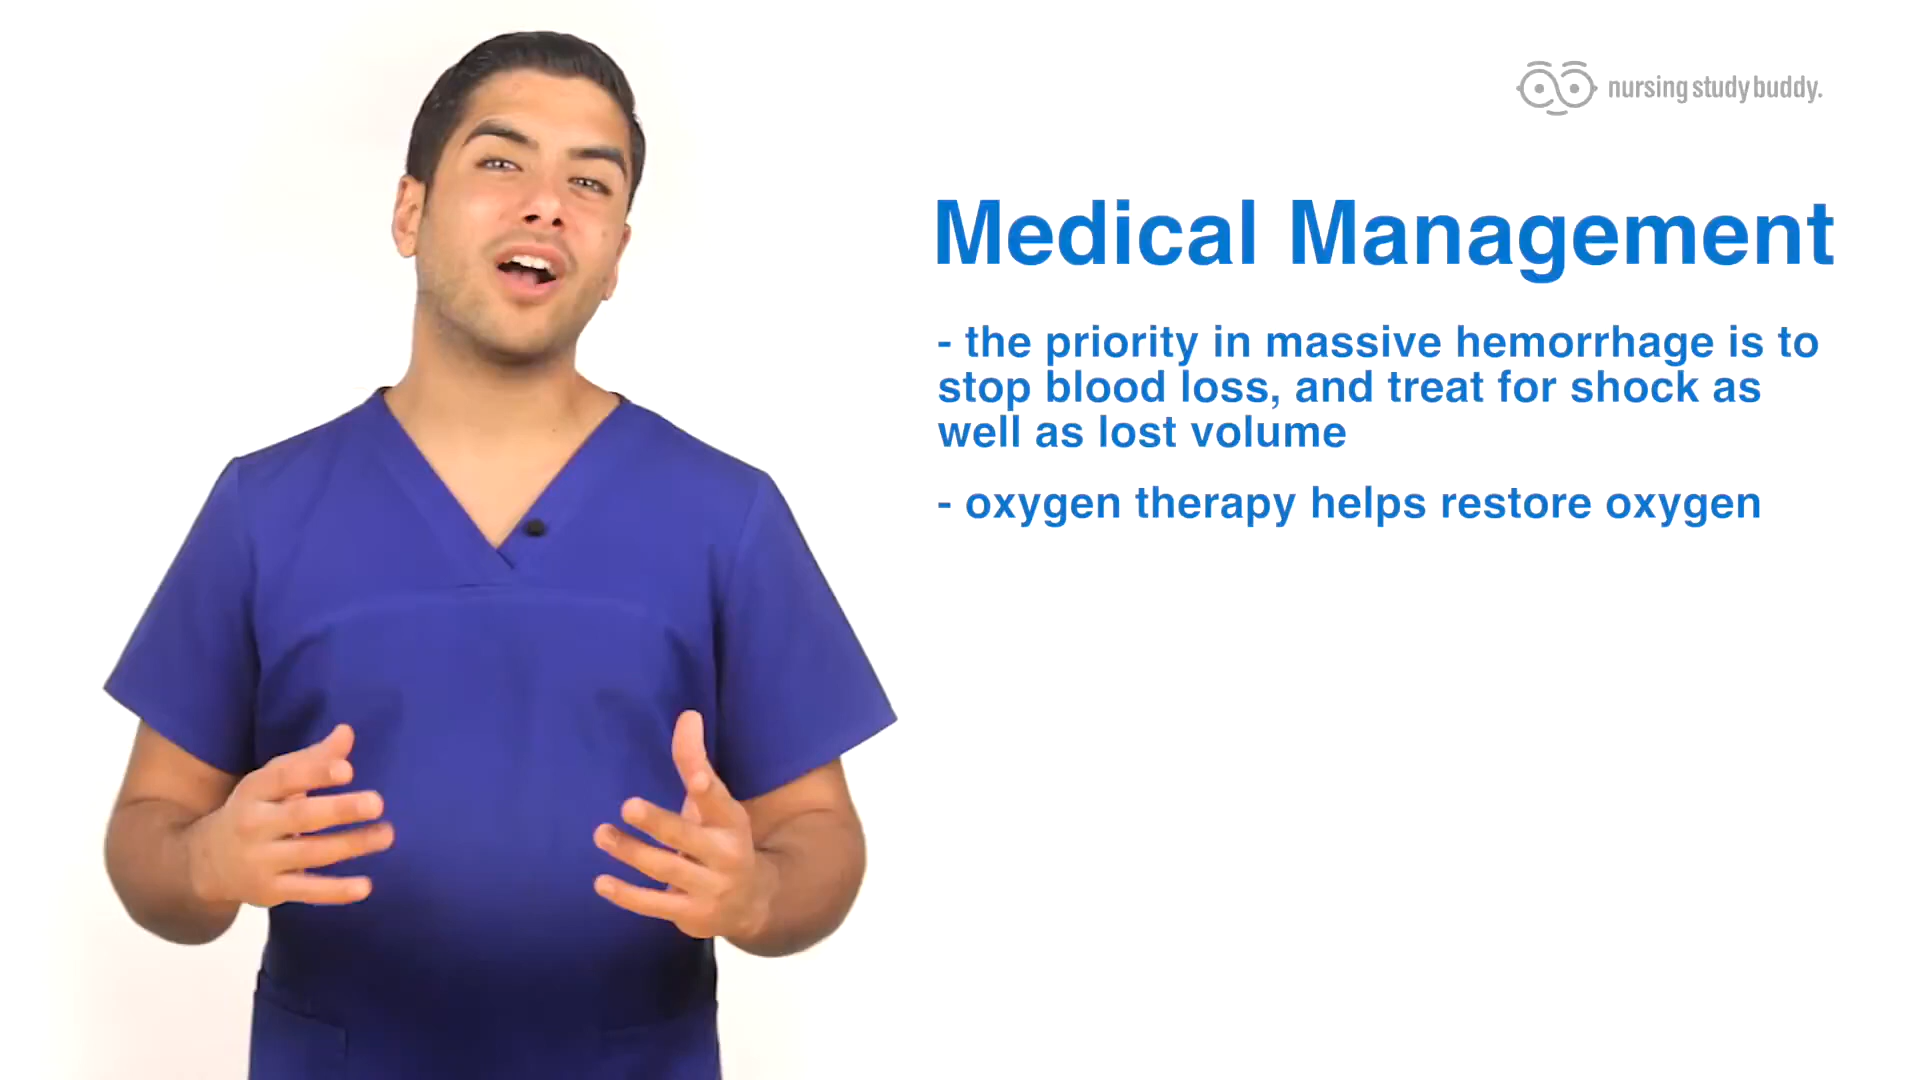 nursing study buddy.
Medical Management
- the priority in massive hemorrhage is to
stop blood loss, and treat for shock as
well as lost volume
- oxygen therapy helps restore oxygen